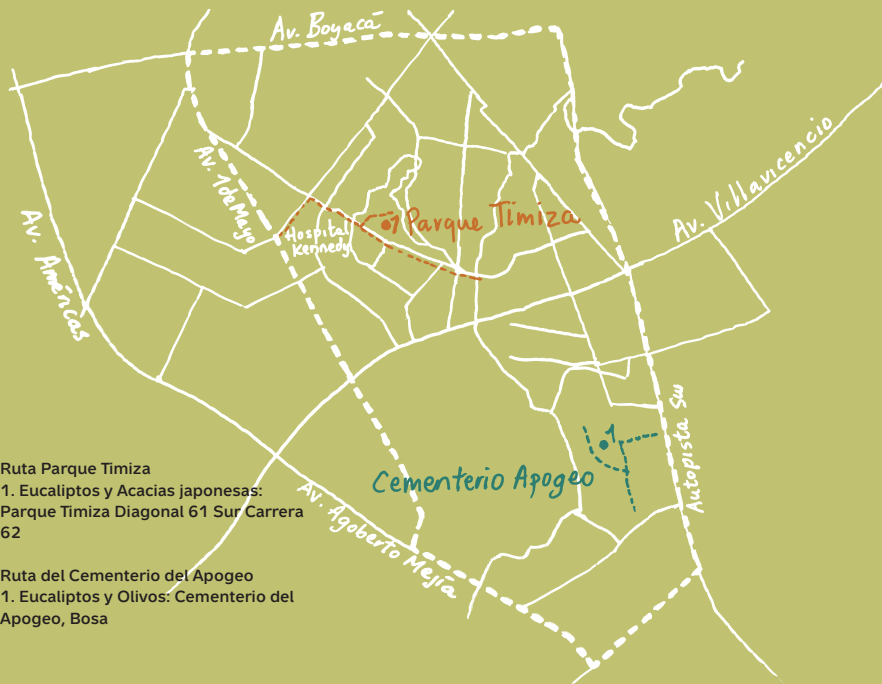 Av. Boyacá
Av. 1 de Mayo
Av. Villavicencio
Av. Américas
Hospital
Kennedy
1 Parque Timiza
Autopista Sur
1
Cementerio Apogeo
Av. Agoberto Mejía
Ruta Parque Timiza
1. Eucaliptos y Acacias japonesas:
Parque Timiza Diagonal 61 Sur Carrera
62
Ruta del Cementerio del Apogeo
1. Eucaliptos y Olivos: Cementerio del
Apogeo, Bosa